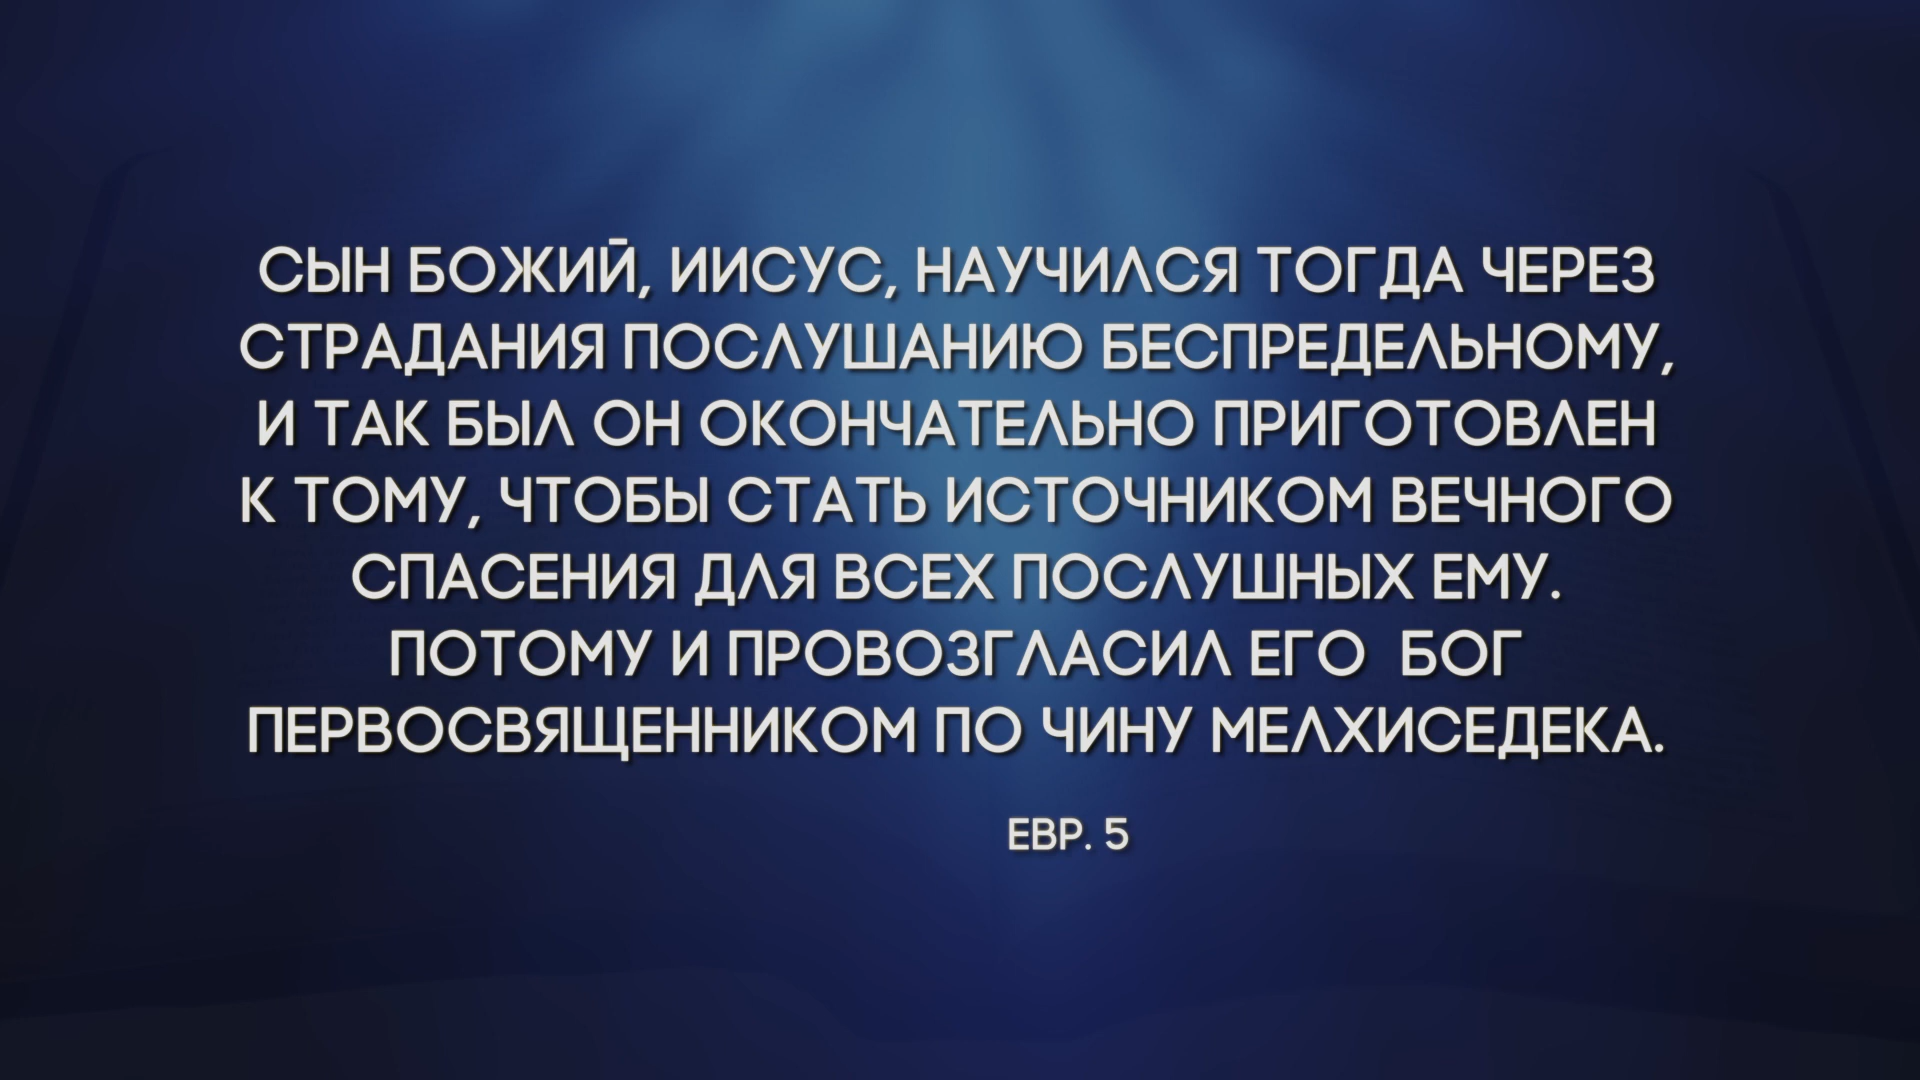 СЫН БОЖИЙ, ИИСУС, НАУЧИЛСЯ ТОГДА ЧЕРЕЗ
СТРАДАНИЯ ПОСЛУШАНИЮ БЕСПРЕДЕЛЬНОМУ,
И ТАК БЫЛ ОН ОКОНЧАТЕЛЬНО ПРИГОТОВЛЕН
К ТОМУ, ЧТОБЫ СТАТЬ ИСТОЧНИКОМ ВЕЧНОГО
СПАСЕНИЯ ДЛЯ ВСЕХ ПОСЛУШНЫХ ЕМУ.
ПОТОМУ И ПРОВОЗГЛАСИЛ ЕГО  БОГ
ПЕРВОСВЯЩЕННИКОМ ПО ЧИНУ МЕЛХИСЕДЕКА.
ЕВР. 5